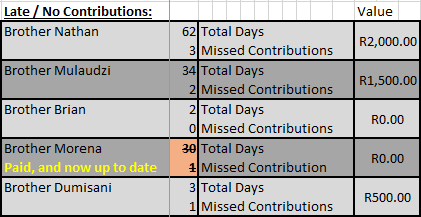 Late / No Contributions: Value
Brother Nathan 62 Total Days
3 Missed Contributions R2,000.00
Brother Mulaudzi 34 Total Days
2 Missed Contributions R1,500.00
Brother Brian 2 Total Days
0 Missed Contributions R0.00
Brother Morena 30 Total Days
Paid, and now up to date 1 Missed Contribution R0.00
Brother Dumisani 3 Total Days
1 Missed Contributions R500.00